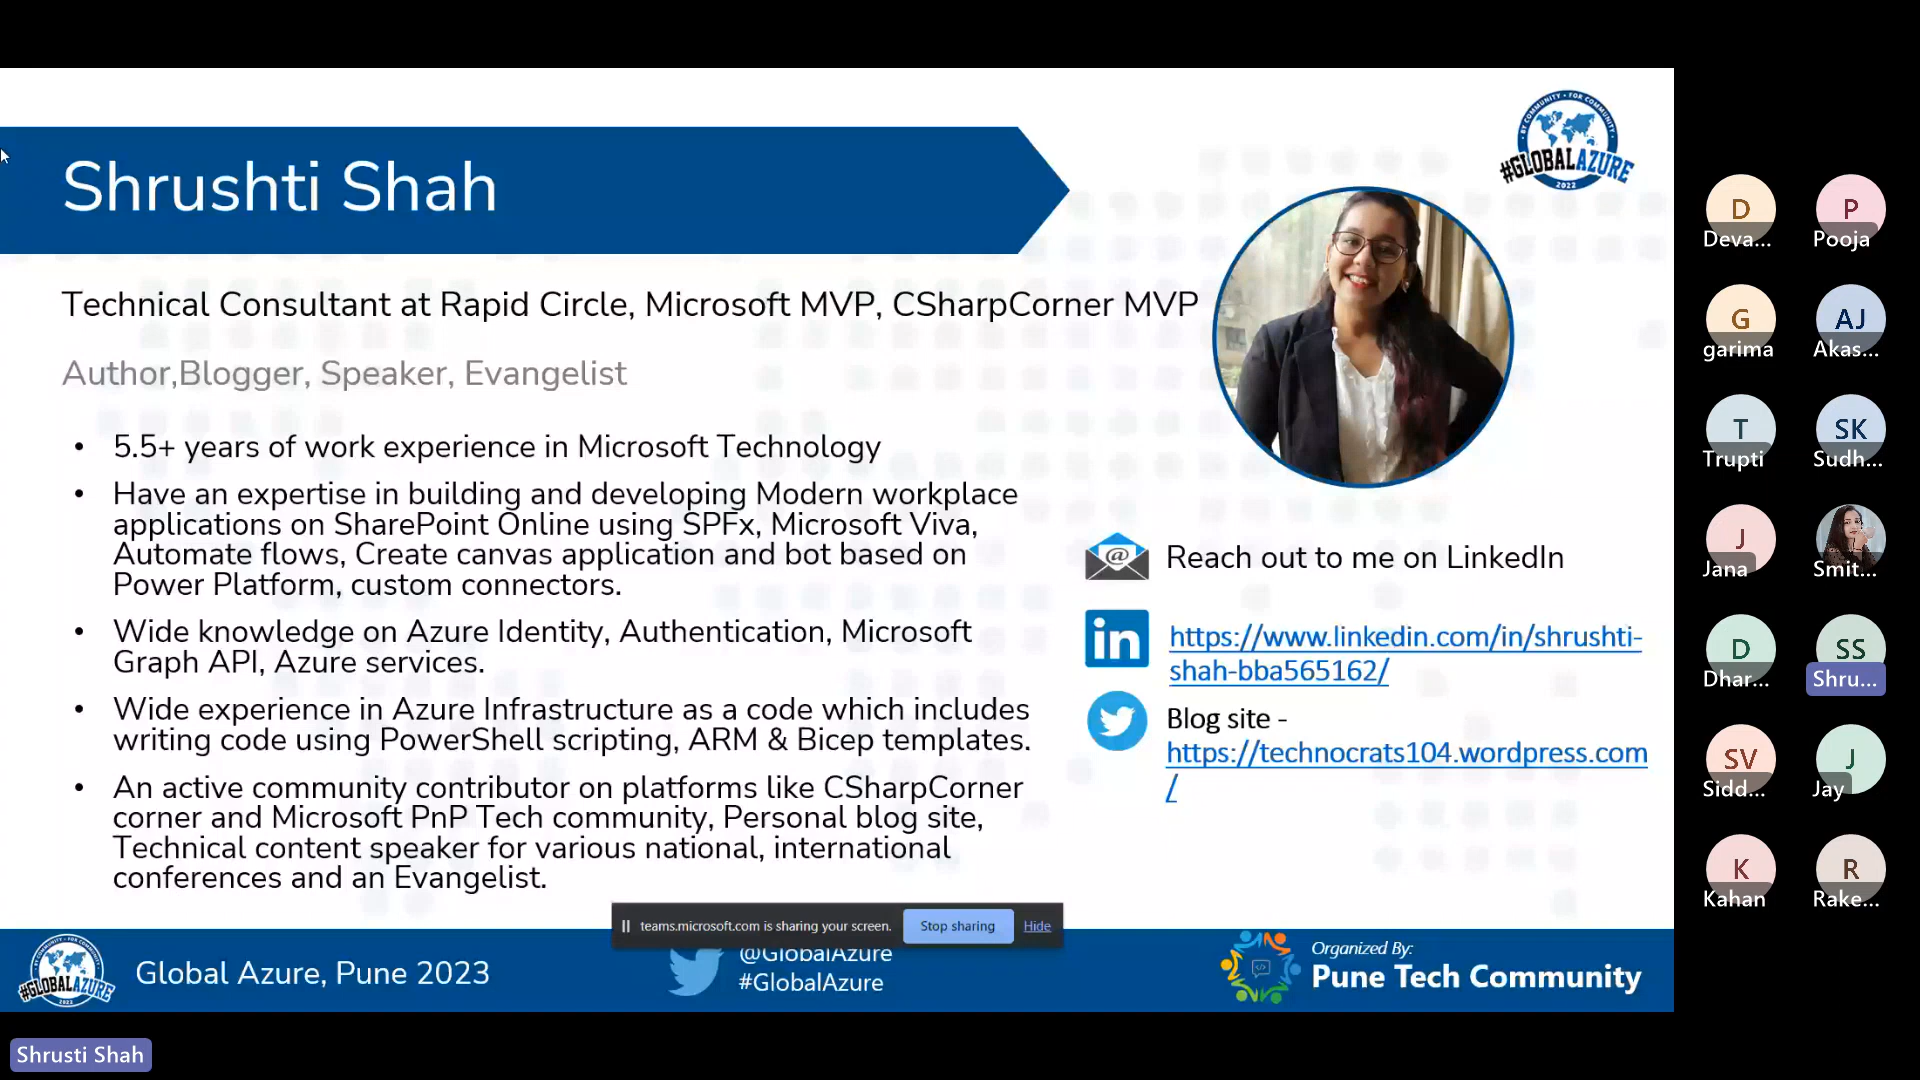 BY COMMUNITY • FOR COMMUNITY
#GLOBALAZURE
2022
Shrushti Shah
Technical Consultant at Rapid Circle, Microsoft MVP, CSharpCorner MVP
Author,Blogger, Speaker, Evangelist
• 5.5+ years of work experience in Microsoft Technology
• Have an expertise in building and developing Modern workplace
applications on SharePoint Online using SPFx, Microsoft Viva,
Automate flows, Create canvas application and bot based on
Power Platform, custom connectors.
• Wide knowledge on Azure Identity, Authentication, Microsoft
Graph API, Azure services.
• Wide experience in Azure Infrastructure as a code which includes
writing code using PowerShell scripting, ARM & Bicep templates.
• An active community contributor on platforms like CSharpCorner
corner and Microsoft PnP Tech community, Personal blog site,
Technical content speaker for various national, international
conferences and an Evangelist.
@
Reach out to me on LinkedIn
in
https://www.linkedin.com/in/shrushti-
shah-bba565162/
Blog site -
https://technocrats104.wordpress.com
/
teams.microsoft.com is sharing your screen.
Stop sharing
Hide
#GLOBALAZURE
2022
Global Azure, Pune 2023
@GlobalAzure
#GlobalAzure
Organized By:
Pune Tech Community
Shrusti Shah
D
Deva...
P
Pooja
G
garima
AJ
Akas...
T
Trupti
SK
Sudh...
J
Jana
Smit...
D
Dhar...
SS
Shru...
SV
Sidd...
J
Jay
K
Kahan
R
Rake...